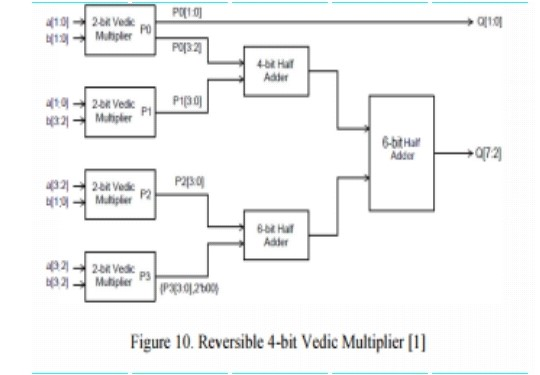 P0[1:0]
a[1:0]
b[1:0]
2-bit Vedic
Multiplier
P0
Q[1:0]
P0[3:2]
4-bit Half
Adder
a[1:0]
b[3:2]
2-bit Vedic
Multiplier
P1
P1[3:0]
6-bit Half
Adder
Q[7:2]
a[3:2]
b[1:0]
2-bit Vedic
Multiplier
P2
P2[3:0]
6-bit Half
Adder
a[3:2]
b[3:2]
2-bit Vedic
Multiplier
P3
{P3[3:0],2'b00}
Figure 10. Reversible 4-bit Vedic Multiplier [1]